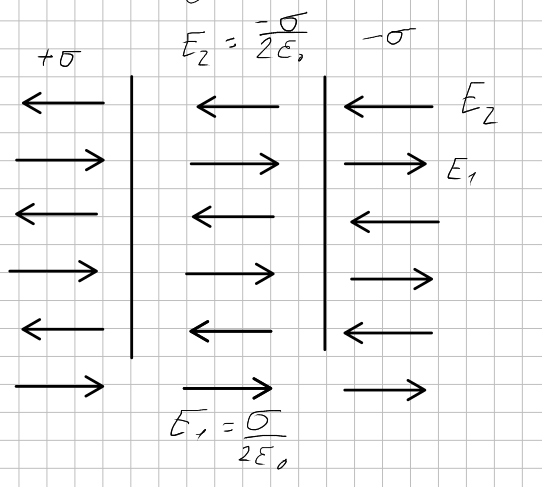 +σ
E₂ = -σ/2ε₀
-σ
E₂
E₁
E₁ = σ/2ε₀